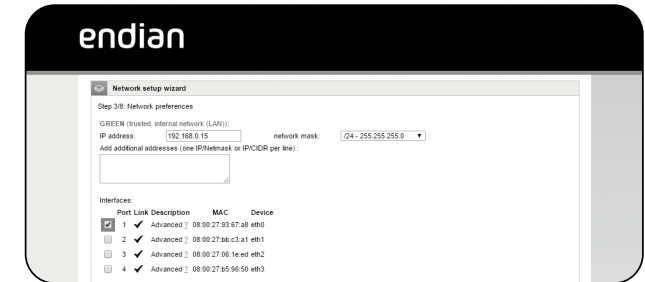 endian
Network setup wizard
Step 3/8: Network preferences
GREEN (trusted, internal network (LAN)):
IP address: 192.168.0.15 network mask: /24 - 255.255.255.0
Add additional addresses (one IP/Netmask or IP/CIDR per line) :
Interfaces:
Port Link Description MAC Device
1 ✓ Advanced ? 08:00:27:93:67:a8 eth0
2 ✓ Advanced ? 08:00:27:bb:c3:a1 eth1
3 ✓ Advanced ? 08:00:27:06:1e:ed eth2
4 ✓ Advanced ? 08:00:27:b5:96:50 eth3